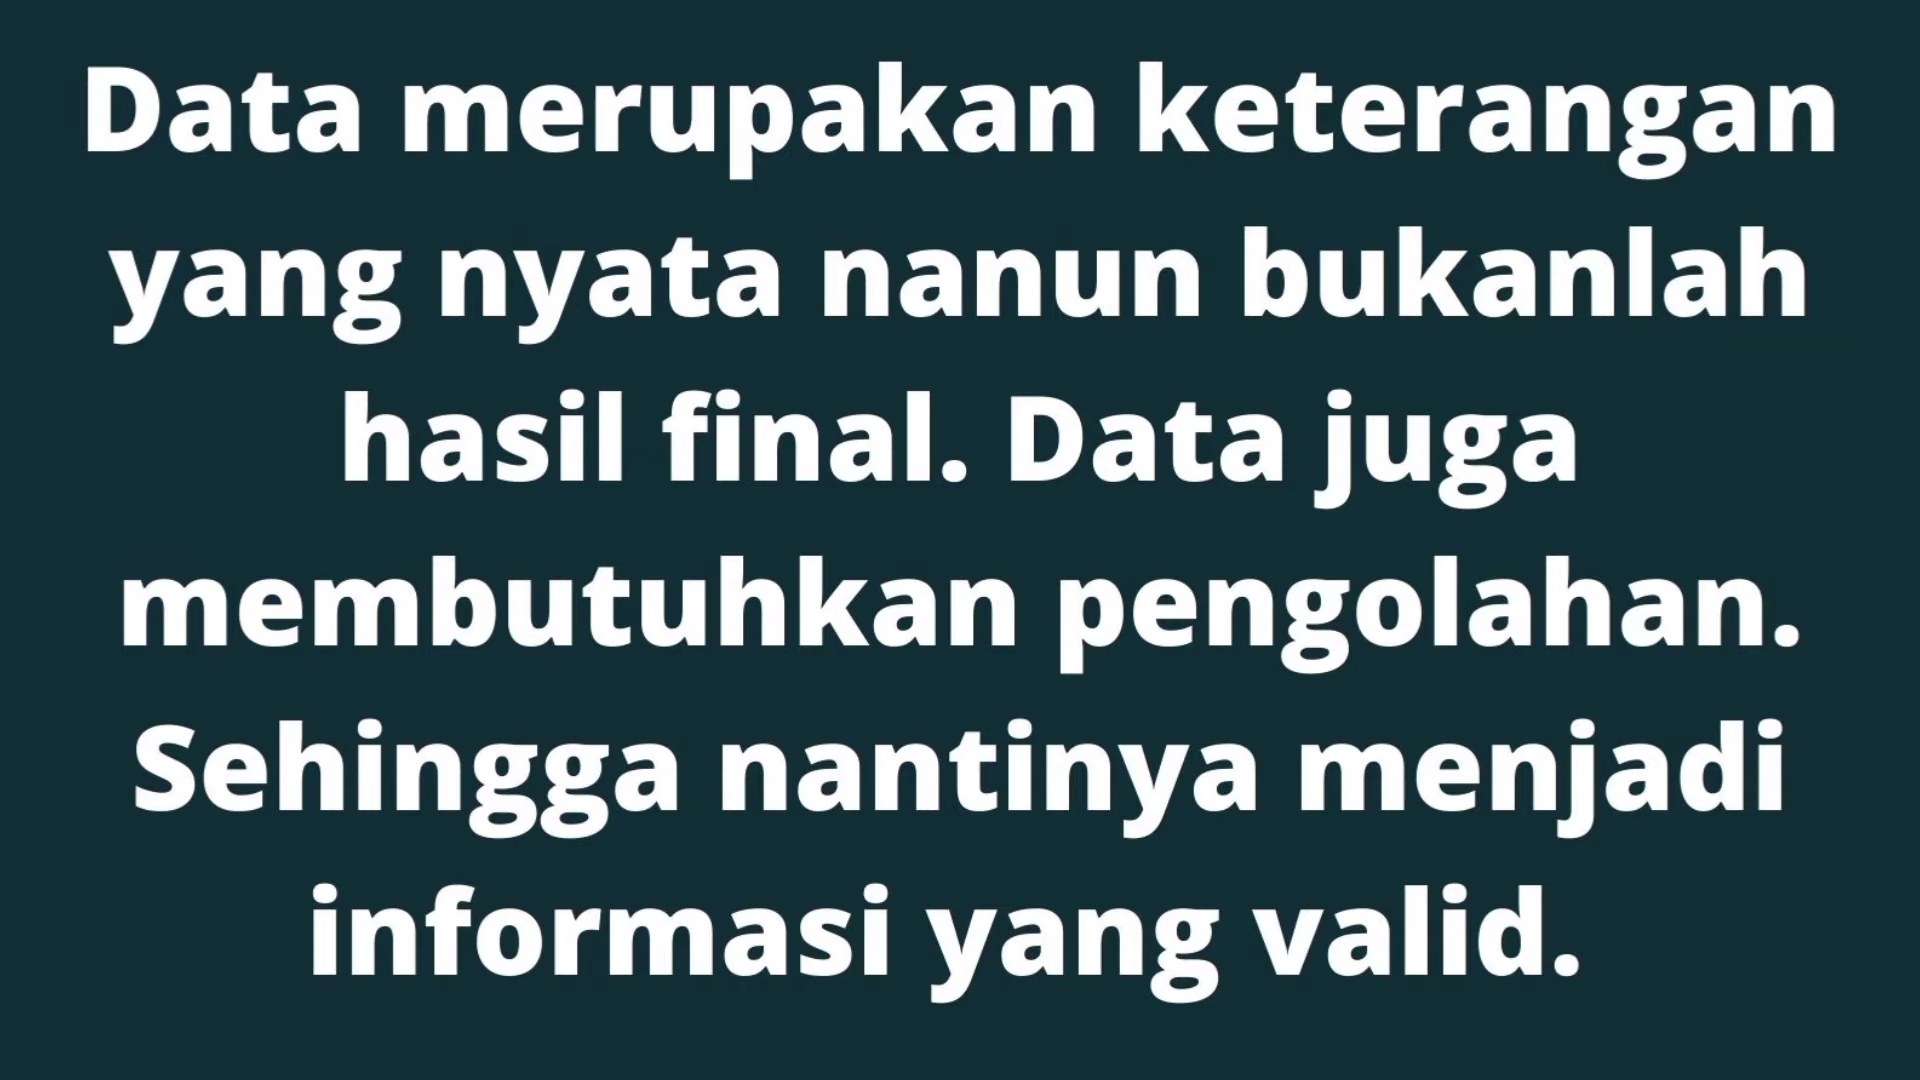 Data merupakan keterangan
yang nyata nanun bukanlah
hasil final. Data juga
membutuhkan pengolahan.
Sehingga nantinya menjadi
informasi yang valid.